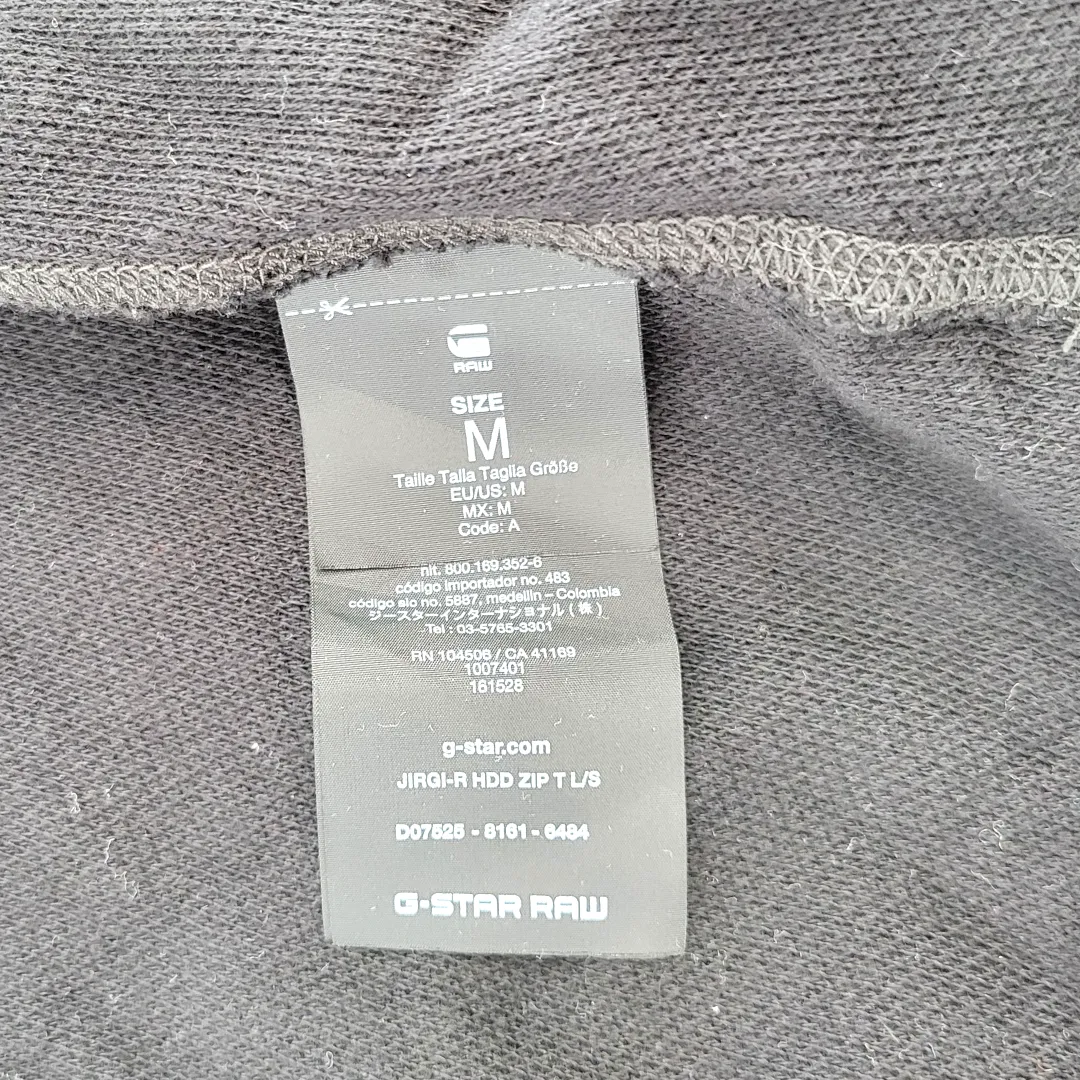 G
RAW
SIZE
M
Taille Talla Taglia Größe
EU/US: M
MX: M
Code: A
nit. 800.169.352-6
código importador no. 483
código sic no. 5887, medellin – Colombia
ジースターインターナショナル(株)
Tel : 03-5765-3301
RN 104506 / CA 41169
1007401
161528
g-star.com
JIRGI-R HDD ZIP T L/S
D07525 - 8161 - 6484
G-STAR RAW